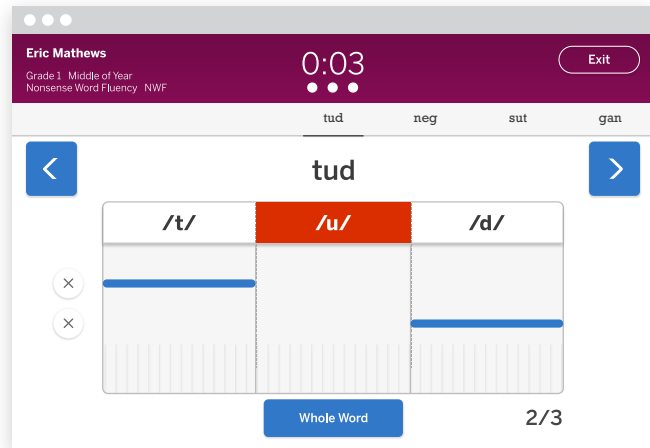 Eric Mathews
Grade 1 Middle of Year
Nonsense Word Fluency NWF
0:03
Exit
tud neg sut gan
tud
/t/ /u/ /d/
Whole Word
2/3